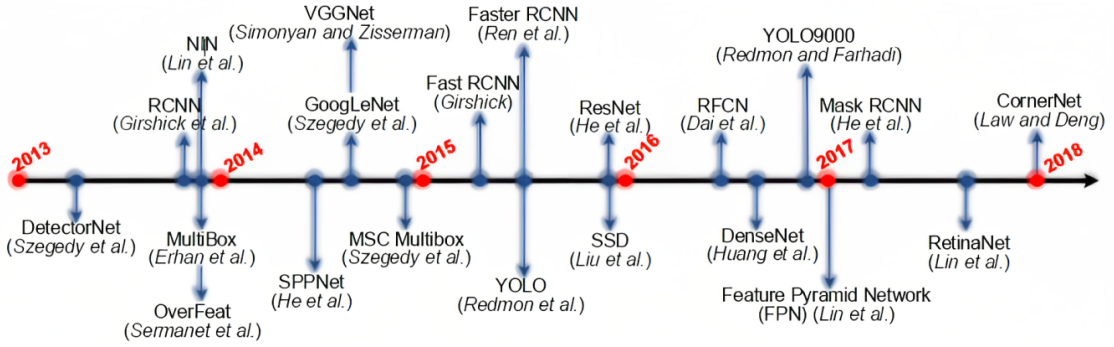 VGGNet
(Simonyan and Zisserman)
Faster RCNN
(Ren et al.)
NIN
(Lin et al.)
YOLO9000
(Redmon and Farhadi)
RCNN
(Girshick et al.)
GoogLeNet
(Szegedy et al.)
Fast RCNN
(Girshick)
ResNet
(He et al.)
RFCN
(Dai et al.)
Mask RCNN
(He et al.)
CornerNet
(Law and Deng)
2013
2014
2015
2016
2017
2018
DetectorNet
(Szegedy et al.)
MultiBox
(Erhan et al.)
MSC Multibox
(Szegedy et al.)
SSD
(Liu et al.)
DenseNet
(Huang et al.)
RetinaNet
(Lin et al.)
SPPNet
(He et al.)
YOLO
(Redmon et al.)
Feature Pyramid Network
(FPN) (Lin et al.)
OverFeat
(Sermanet et al.)